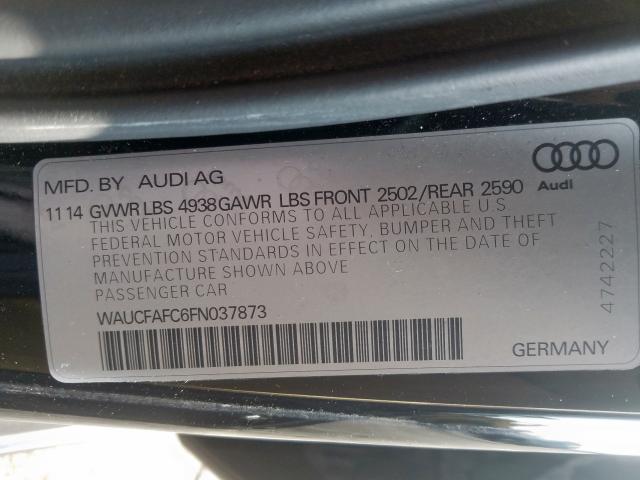 MFD. BY AUDI AG
Audi
11 14 GVWR LBS 4938 GAWR LBS FRONT 2502/REAR 2590
THIS VEHICLE CONFORMS TO ALL APPLICABLE U S
FEDERAL MOTOR VEHICLE SAFETY, BUMPER AND THEFT
PREVENTION STANDARDS IN EFFECT ON THE DATE OF
MANUFACTURE SHOWN ABOVE
PASSENGER CAR
WAUCFAFC6FN037873
GERMANY
4742227